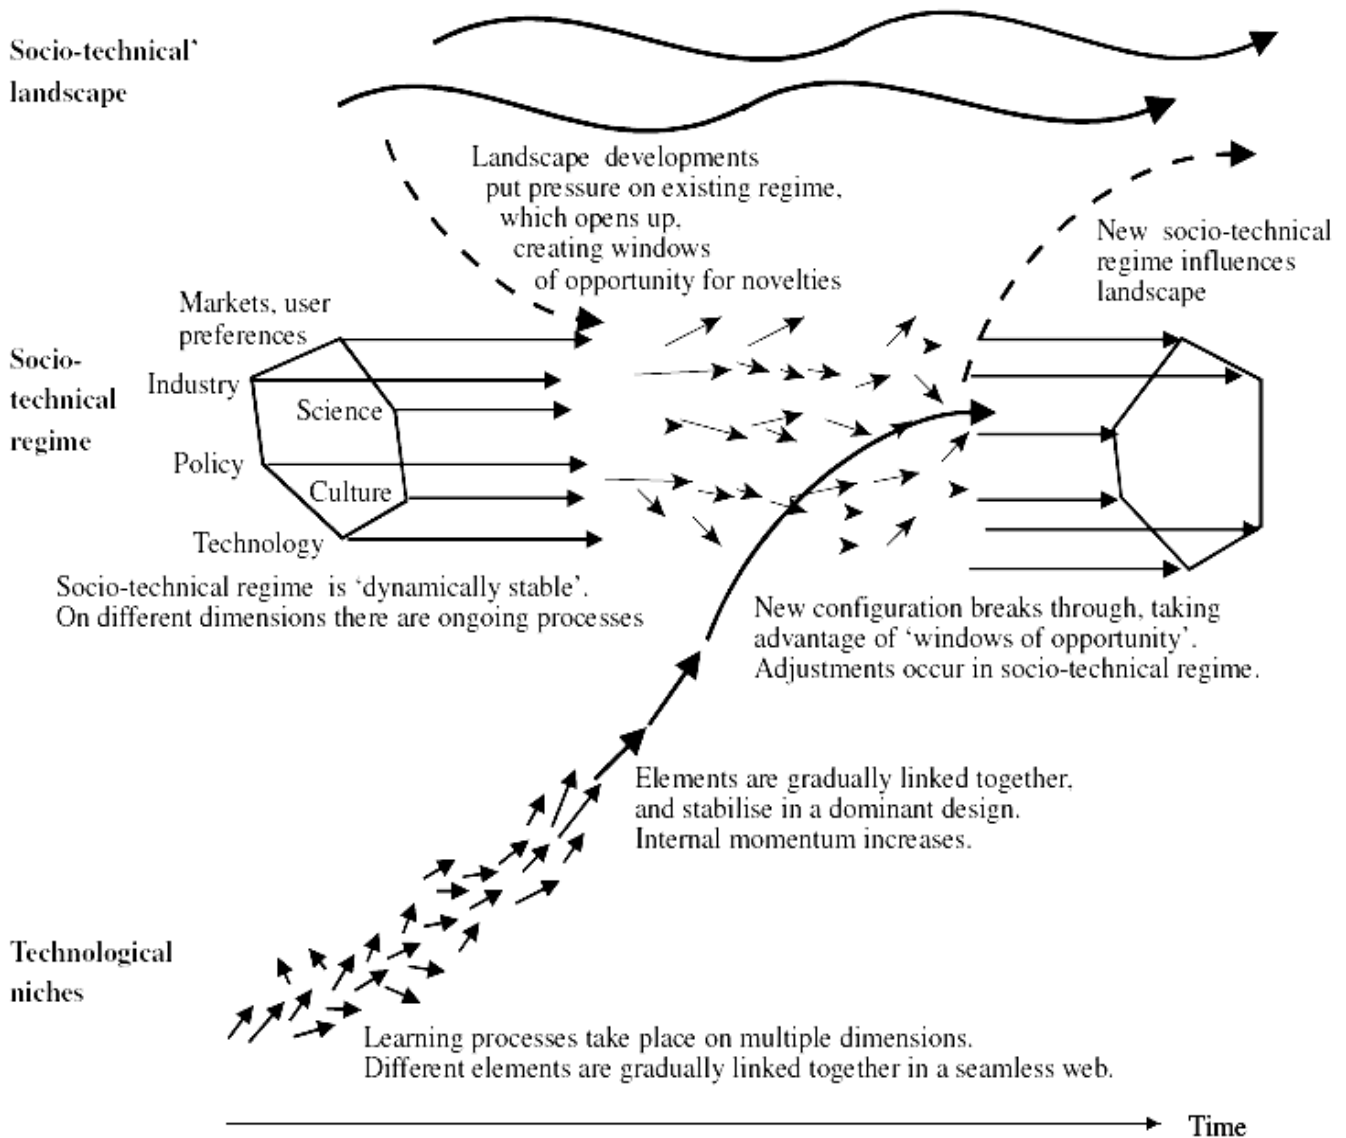 Socio-technical`
landscape
Landscape developments
put pressure on existing regime,
which opens up,
creating windows
of opportunity for novelties
New socio-technical
regime influences
landscape
Markets, user
preferences
Socio-
technical
regime
Industry
Science
Policy
Culture
Technology
Socio-technical regime is ‘dynamically stable’.
On different dimensions there are ongoing processes
New configuration breaks through, taking
advantage of ‘windows of opportunity’.
Adjustments occur in socio-technical regime.
Elements are gradually linked together,
and stabilise in a dominant design.
Internal momentum increases.
Technological
niches
Learning processes take place on multiple dimensions.
Different elements are gradually linked together in a seamless web.
Time